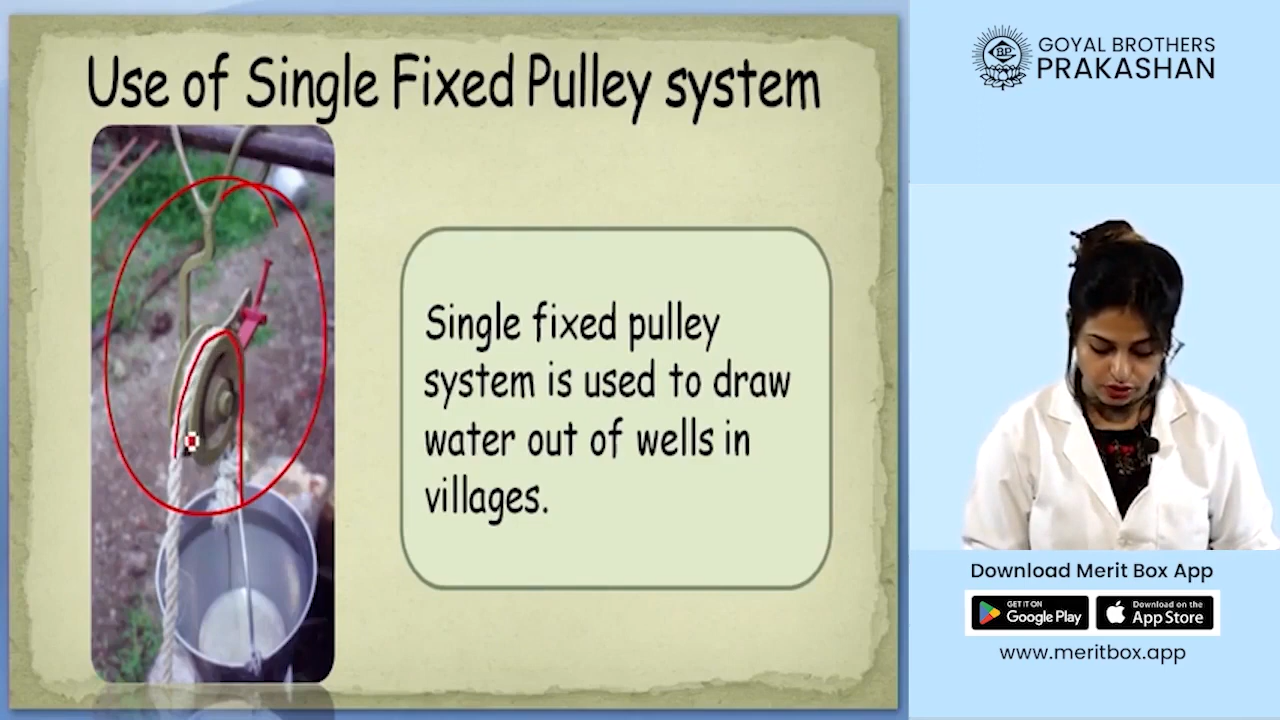 Use of Single Fixed Pulley system
Single fixed pulley
system is used to draw
water out of wells in
villages.
GBP
GOYAL BROTHERS
PRAKASHAN
Download Merit Box App
GET IT ON
Google Play
Download on the
App Store
www.meritbox.app